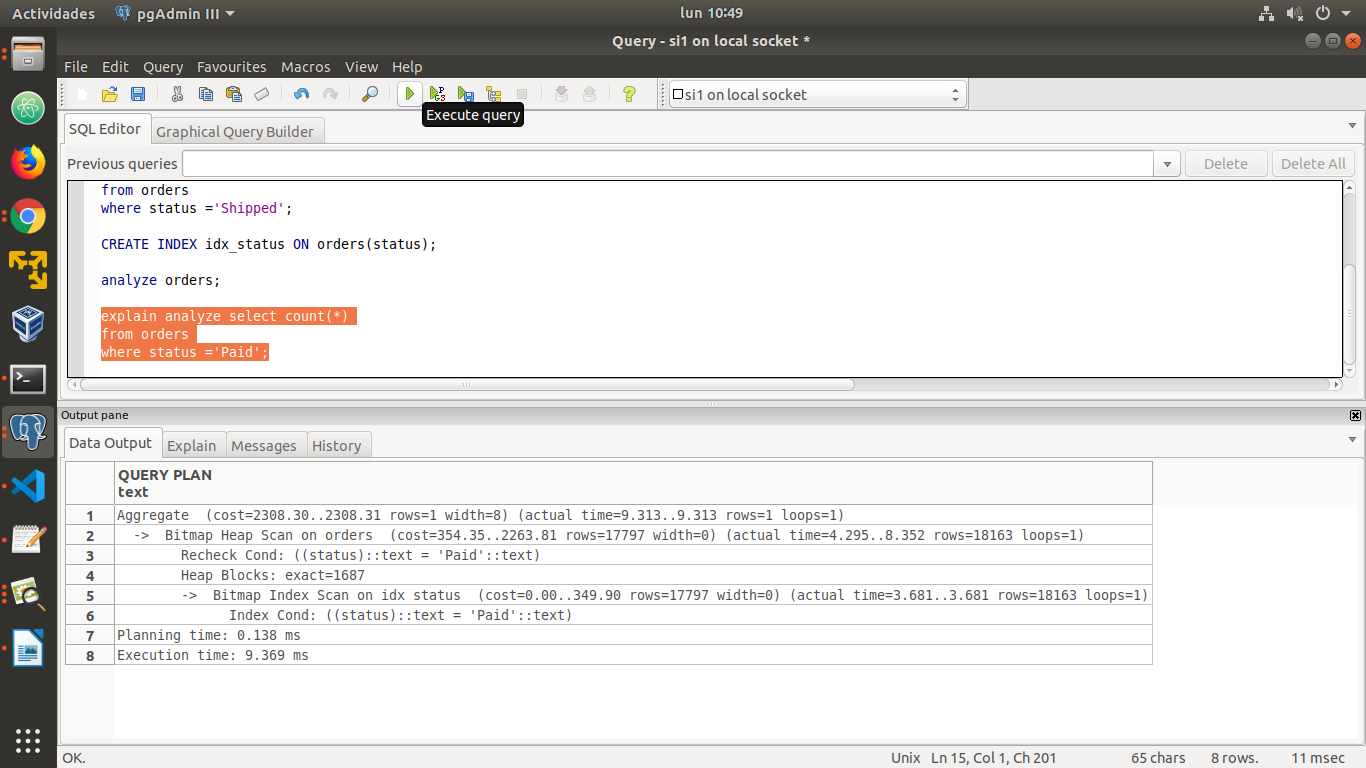 Actividades pgAdmin III lun 10:49
Query - si1 on local socket *
File Edit Query Favourites Macros View Help
si1 on local socket
Execute query
SQL Editor Graphical Query Builder
Previous queries Delete Delete All
from orders
where status ='Shipped';
CREATE INDEX idx_status ON orders(status);
analyze orders;
explain analyze select count(*)
from orders
where status ='Paid';
Output pane
Data Output Explain Messages History
QUERY PLAN
text
1 Aggregate (cost=2308.30..2308.31 rows=1 width=8) (actual time=9.313..9.313 rows=1 loops=1)
2 -> Bitmap Heap Scan on orders (cost=354.35..2263.81 rows=17797 width=0) (actual time=4.295..8.352 rows=18163 loops=1)
3 Recheck Cond: ((status)::text = 'Paid'::text)
4 Heap Blocks: exact=1687
5 -> Bitmap Index Scan on idx status (cost=0.00..349.90 rows=17797 width=0) (actual time=3.681..3.681 rows=18163 loops=1)
6 Index Cond: ((status)::text = 'Paid'::text)
7 Planning time: 0.138 ms
8 Execution time: 9.369 ms
OK. Unix Ln 15, Col 1, Ch 201 65 chars 8 rows. 11 msec